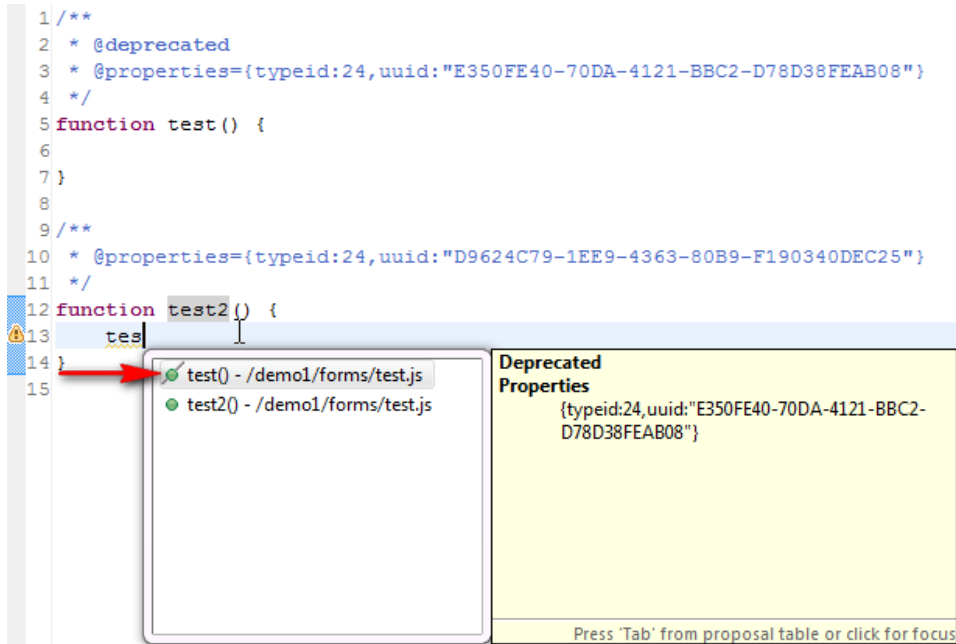 1 /**
2  * @deprecated
3  * @properties={typeid:24,uuid:"E350FE40-70DA-4121-BBC2-D78D38FEAB08"}
4  */
5 function test() {
6
7 }
8
9 /**
10  * @properties={typeid:24,uuid:"D9624C79-1EE9-4363-80B9-F190340DEC25"}
11  */
12 function test2() {
13     tes
14 }
15
test() - /demo1/forms/test.js
test2() - /demo1/forms/test.js
Deprecated
Properties
{typeid:24,uuid:"E350FE40-70DA-4121-BBC2-
D78D38FEAB08"}
Press 'Tab' from proposal table or click for focus